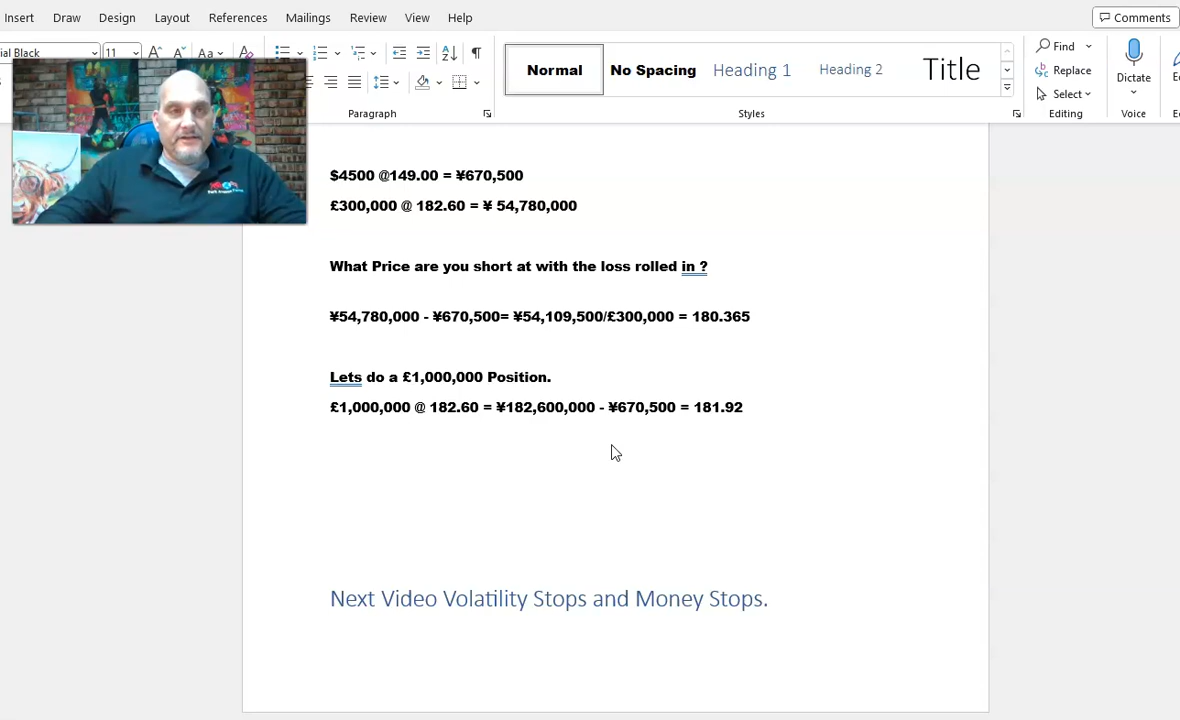 Insert Draw Design Layout References Mailings Review View Help Comments
ial Black 11 Aa Normal No Spacing Heading 1 Heading 2 Title Find Replace Select Dictate
Paragraph Styles Editing Voice
$4500 @149.00 = ¥670,500
£300,000 @ 182.60 = ¥ 54,780,000
What Price are you short at with the loss rolled in ?
¥54,780,000 - ¥670,500= ¥54,109,500/£300,000 = 180.365
Lets do a £1,000,000 Position.
£1,000,000 @ 182.60 = ¥182,600,000 - ¥670,500 = 181.92
Next Video Volatility Stops and Money Stops.